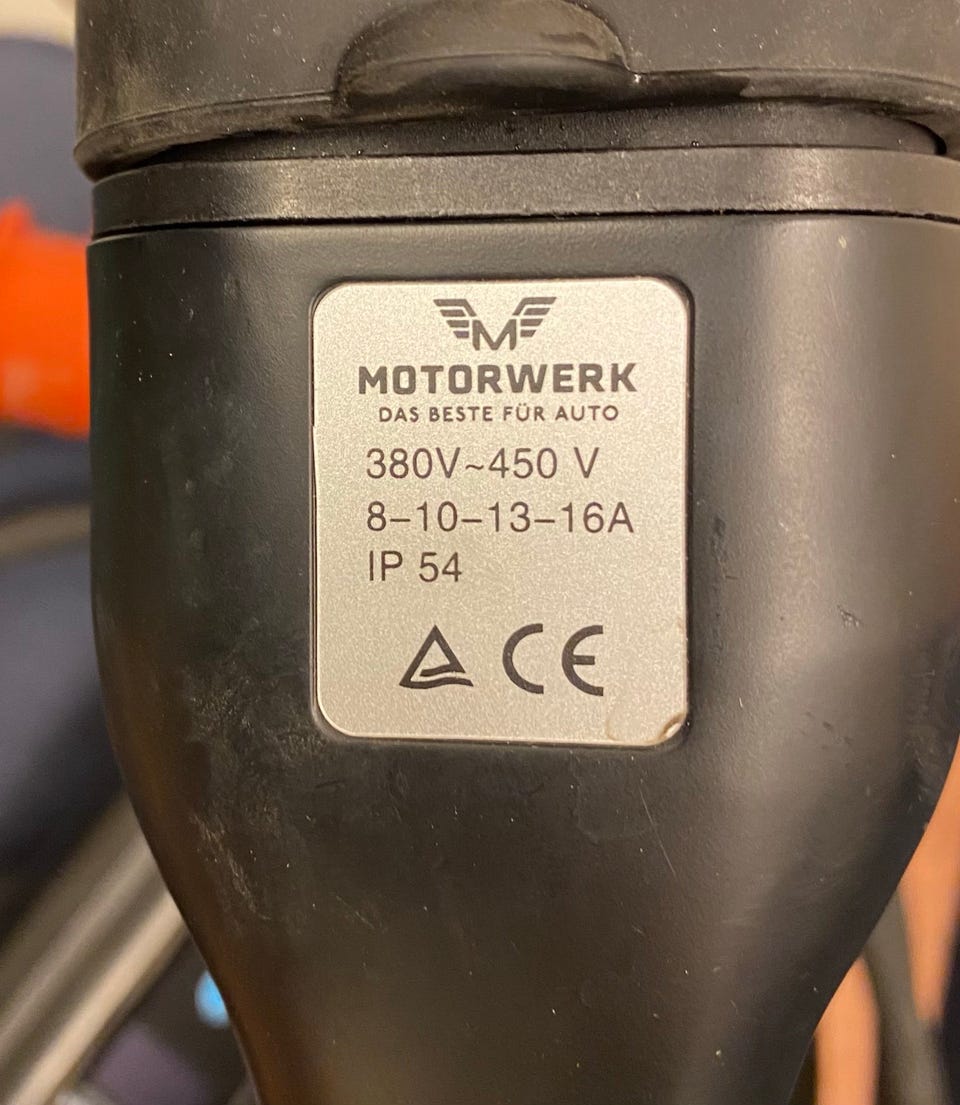 M
MOTORWERK
DAS BESTE FÜR AUTO
380V~450 V
8–10–13–16A
IP 54
CE